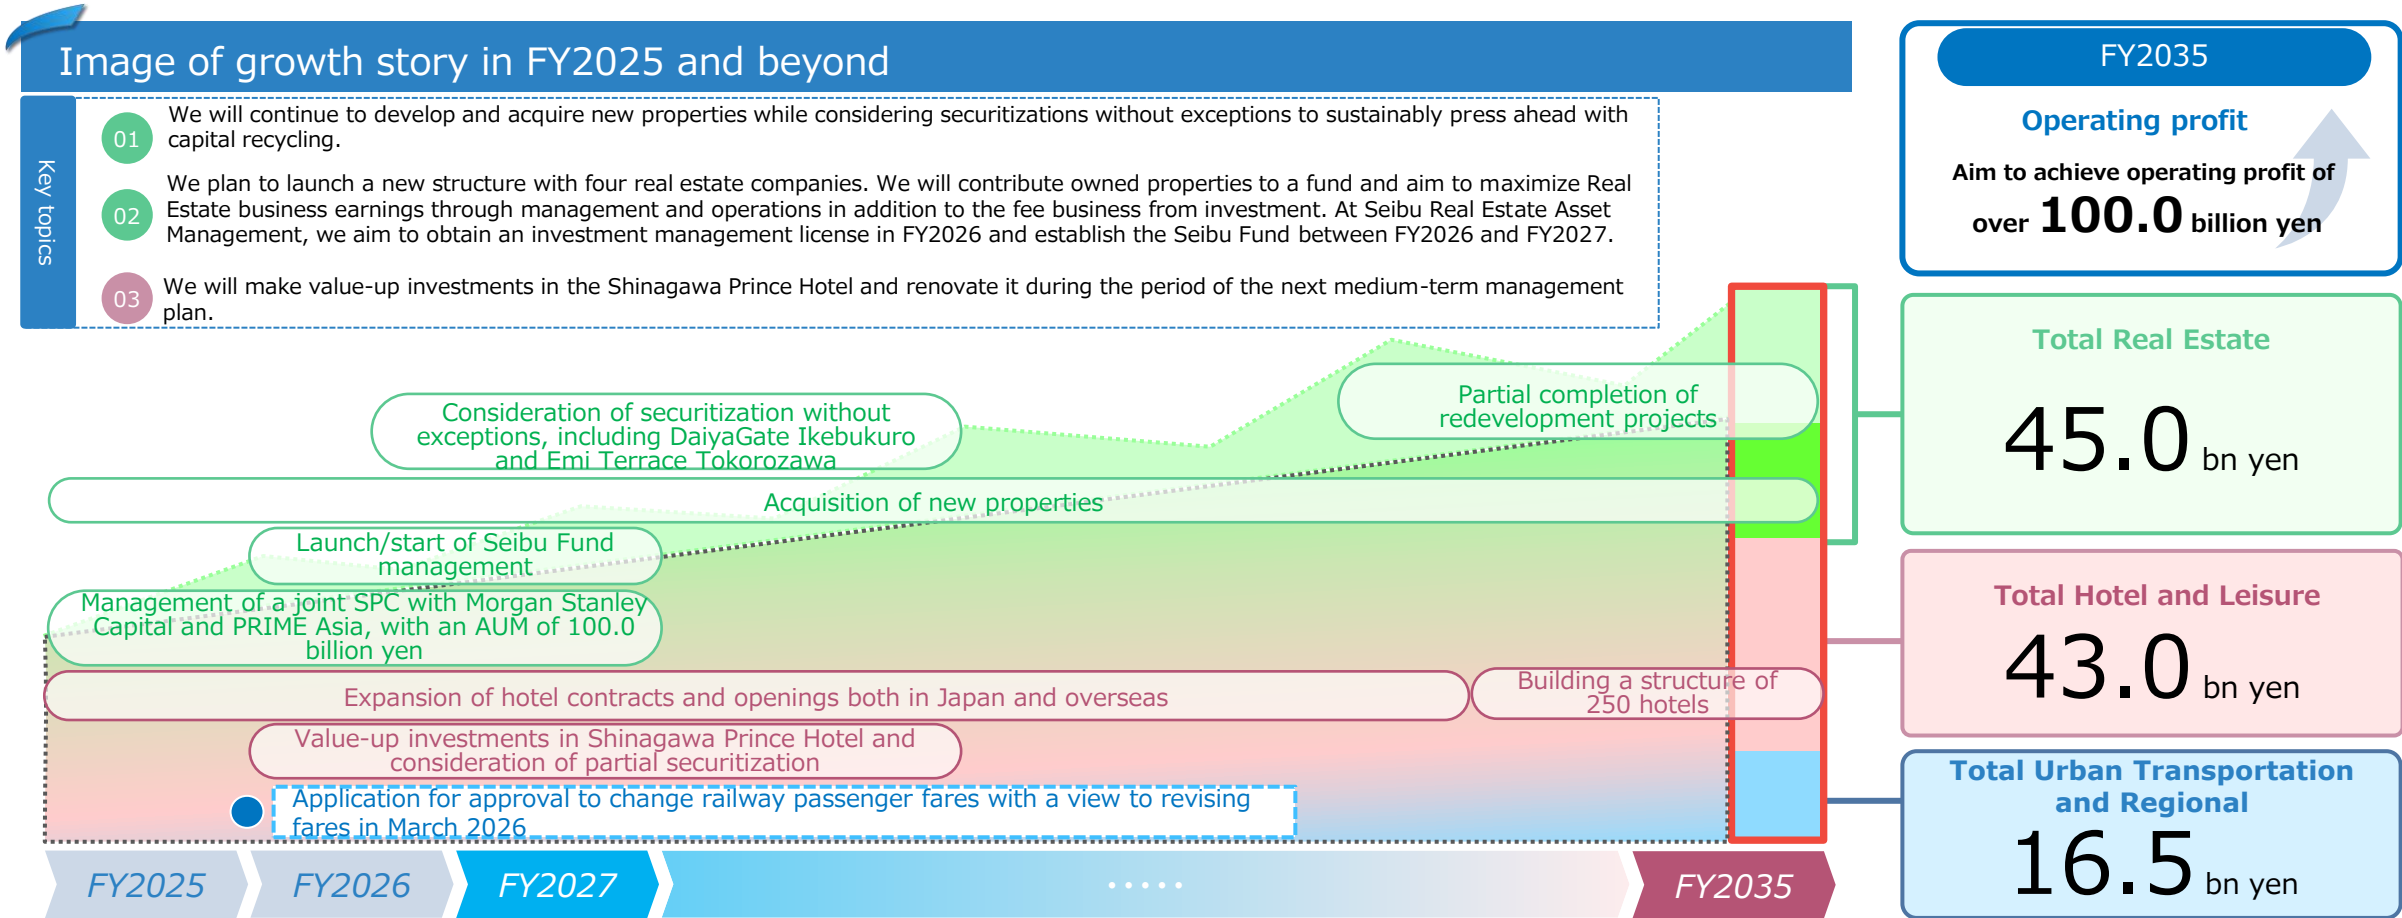 Image of growth story in FY2025 and beyond
Key topics
01
We will continue to develop and acquire new properties while considering securitizations without exceptions to sustainably press ahead with
capital recycling.
02
We plan to launch a new structure with four real estate companies. We will contribute owned properties to a fund and aim to maximize Real
Estate business earnings through management and operations in addition to the fee business from investment. At Seibu Real Estate Asset
Management, we aim to obtain an investment management license in FY2026 and establish the Seibu Fund between FY2026 and FY2027.
03
We will make value-up investments in the Shinagawa Prince Hotel and renovate it during the period of the next medium-term management
plan.
Partial completion of
redevelopment projects
Consideration of securitization without
exceptions, including DaiyaGate Ikebukuro
and Emi Terrace Tokorozawa
Acquisition of new properties
Launch/start of Seibu Fund
management
Management of a joint SPC with Morgan Stanley
Capital and PRIME Asia, with an AUM of 100.0
billion yen
Expansion of hotel contracts and openings both in Japan and overseas
Building a structure of
250 hotels
Value-up investments in Shinagawa Prince Hotel and
consideration of partial securitization
Application for approval to change railway passenger fares with a view to revising
fares in March 2026
FY2025
FY2026
FY2027
.....
FY2035
FY2035
Operating profit
Aim to achieve operating profit of
over 100.0 billion yen
Total Real Estate
45.0 bn yen
Total Hotel and Leisure
43.0 bn yen
Total Urban Transportation
and Regional
16.5 bn yen